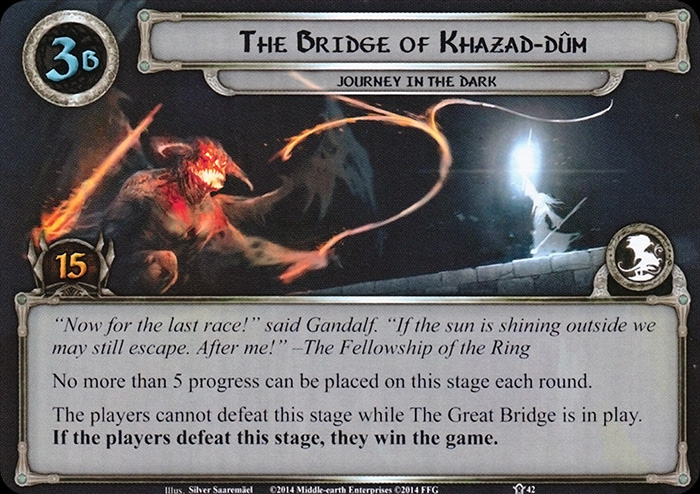 3B
THE BRIDGE OF KHAZAD-DÛM
JOURNEY IN THE DARK
15
“Now for the last race!” said Gandalf. “If the sun is shining outside we
may still escape. After me!” –The Fellowship of the Ring
No more than 5 progress can be placed on this stage each round.
The players cannot defeat this stage while The Great Bridge is in play.
If the players defeat this stage, they win the game.
Illus. Silver Saaremäel ©2014 Middle-earth Enterprises ©2014 FFG 42